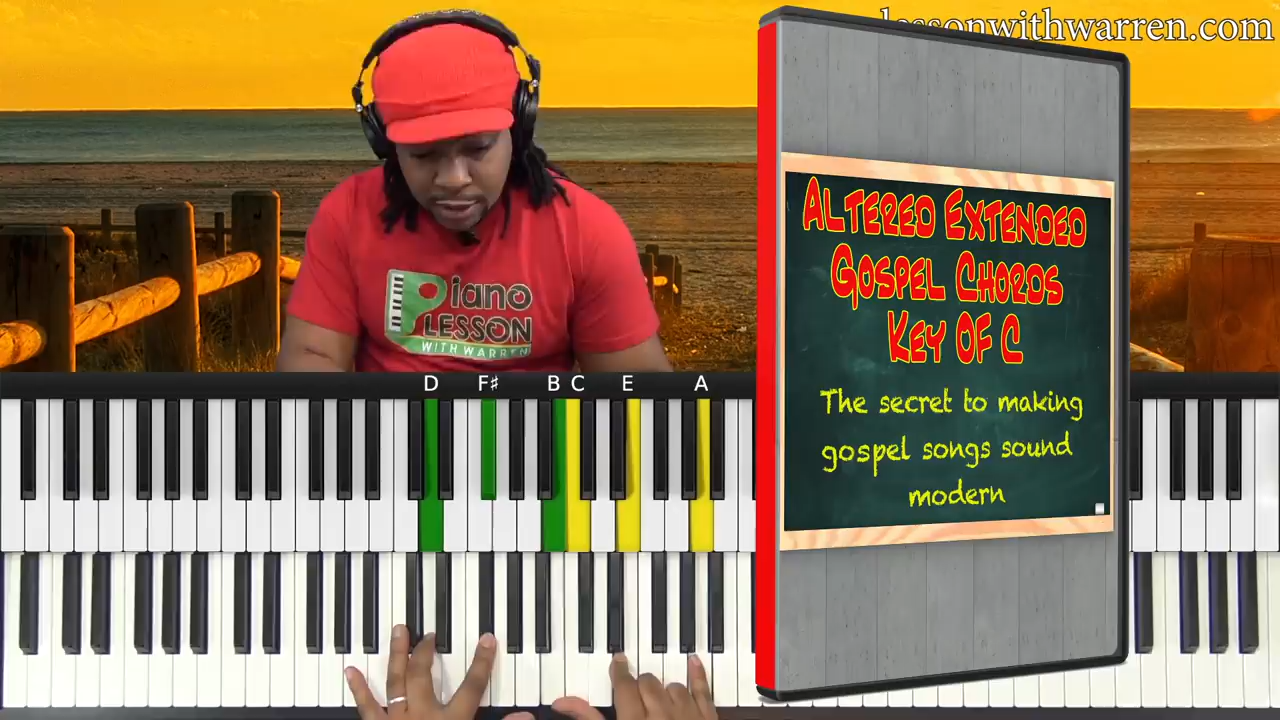 lessonwithwarren.com
Altered Extended
Gospel Chords
Key Of C
The secret to making
gospel songs sound
modern
Piano
LESSON
WITH WARREN
D F♯ B C E A